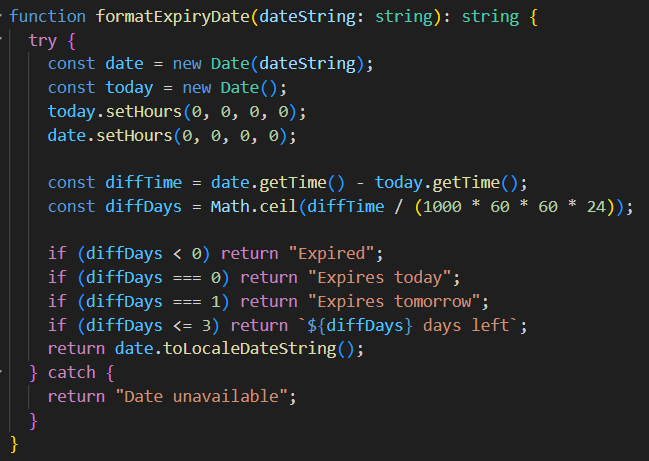 function formatExpiryDate(dateString: string): string {
  try {
    const date = new Date(dateString);
    const today = new Date();
    today.setHours(0, 0, 0, 0);
    date.setHours(0, 0, 0, 0);

    const diffTime = date.getTime() - today.getTime();
    const diffDays = Math.ceil(diffTime / (1000 * 60 * 60 * 24));

    if (diffDays < 0) return "Expired";
    if (diffDays === 0) return "Expires today";
    if (diffDays === 1) return "Expires tomorrow";
    if (diffDays <= 3) return `${diffDays} days left`;
    return date.toLocaleDateString();
  } catch {
    return "Date unavailable";
  }
}